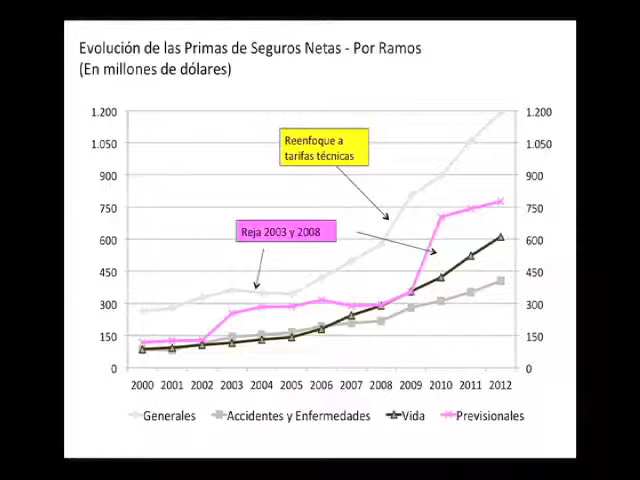 Evolución de las Primas de Seguros Netas - Por Ramos
(En millones de dólares)
1.200 1.200
1.050 1.050
900 900
750 750
600 600
450 450
300 300
150 150
0 0
Reenfoque a
tarifas técnicas
Reja 2003 y 2008
2000 2001 2002 2003 2004 2005 2006 2007 2008 2009 2010 2011 2012
Generales Accidentes y Enfermedades Vida Previsionales